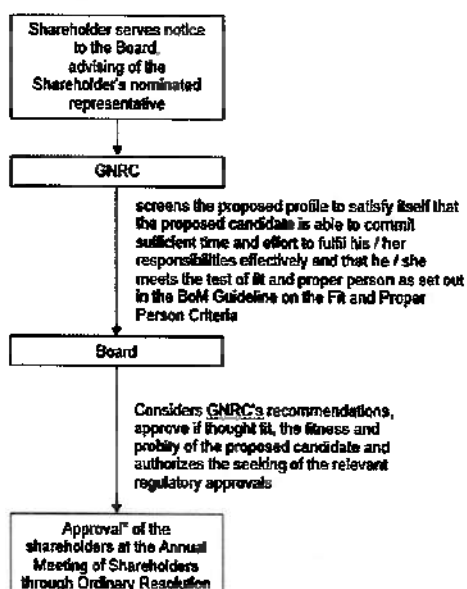 Shareholder serves notice
to the Board,
advising of the
Shareholder's nominated
representative
GNRC
screens the proposed profile to satisfy itself that
the proposed candidate is able to commit
sufficient time and effort to fulfil his / her
responsibilities effectively and that he / she
meets the test of fit and proper person as set out
in the BoM Guideline on the Fit and Proper
Person Criteria
Board
Considers GNRC's recommendations,
approve if thought fit, the fitness and
probity of the proposed candidate and
authorizes the seeking of the relevant
regulatory approvals
Approval* of the
shareholders at the Annual
Meeting of Shareholders
through Ordinary Resolution